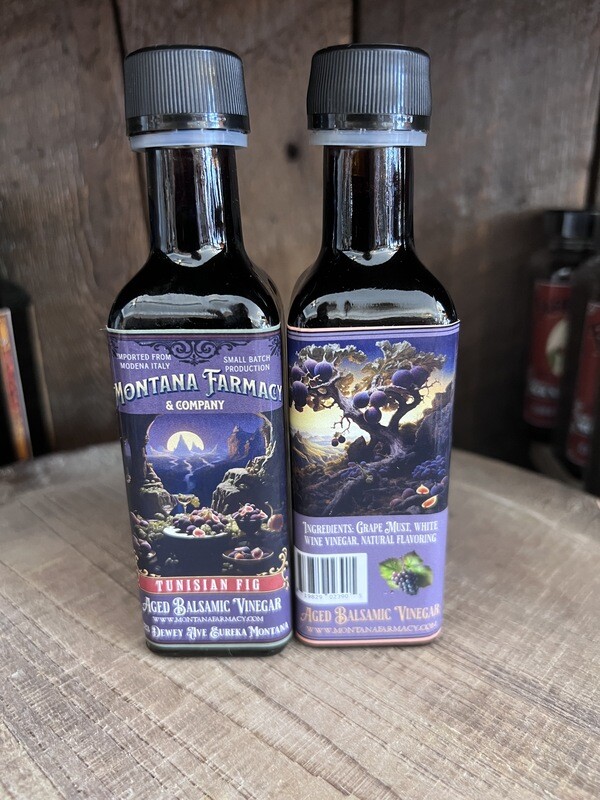 IMPORTED FROM
MODENA ITALY
SMALL BATCH
PRODUCTION
MONTANA FARMACY
& COMPANY
TUNISIAN FIG
AGED BALSAMIC VINEGAR
WWW.MONTANAFARMACY.COM
DEWEY AVE EUREKA MONTANA
INGREDIENTS: GRAPE MUST, WHITE
WINE VINEGAR, NATURAL FLAVORING
AGED BALSAMIC VINEGAR
WWW.MONTANAFARMACY.COM